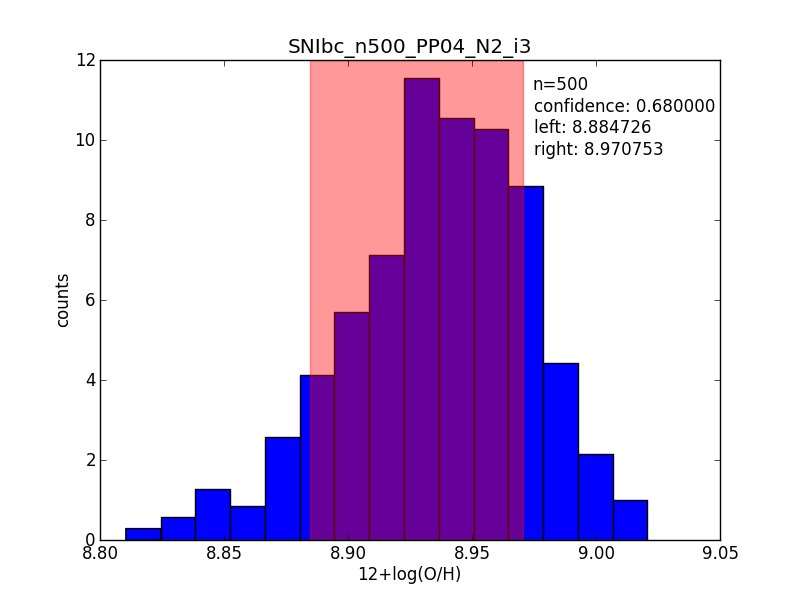 SNIbc_n500_PP04_N2_i3
12
10
8
6
4
2
0
counts
n=500
confidence: 0.680000
left: 8.884726
right: 8.970753
8.80 8.85 8.90 8.95 9.00 9.05
12+log(O/H)